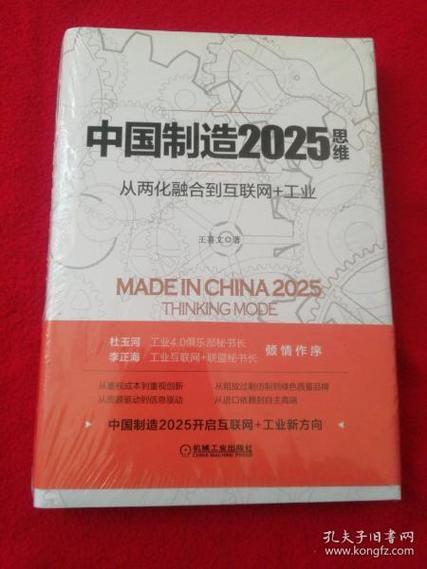 中国制造2025思维
从两化融合到互联网+工业
王喜文◎著
MADE IN CHINA 2025
THINKING MODE
杜玉河 工业4.0俱乐部秘书长
李正海 工业互联网+联盟秘书长
倾情作序
从重视成本到重视创新 从粗放过剩仿制到绿色质量品牌
从资源驱动到信息驱动 从进口依赖到自主高端
中国制造2025开启互联网+工业新方向
机械工业出版社
CHINA MACHINE PRESS
孔夫子旧书网
www.kongfz.com